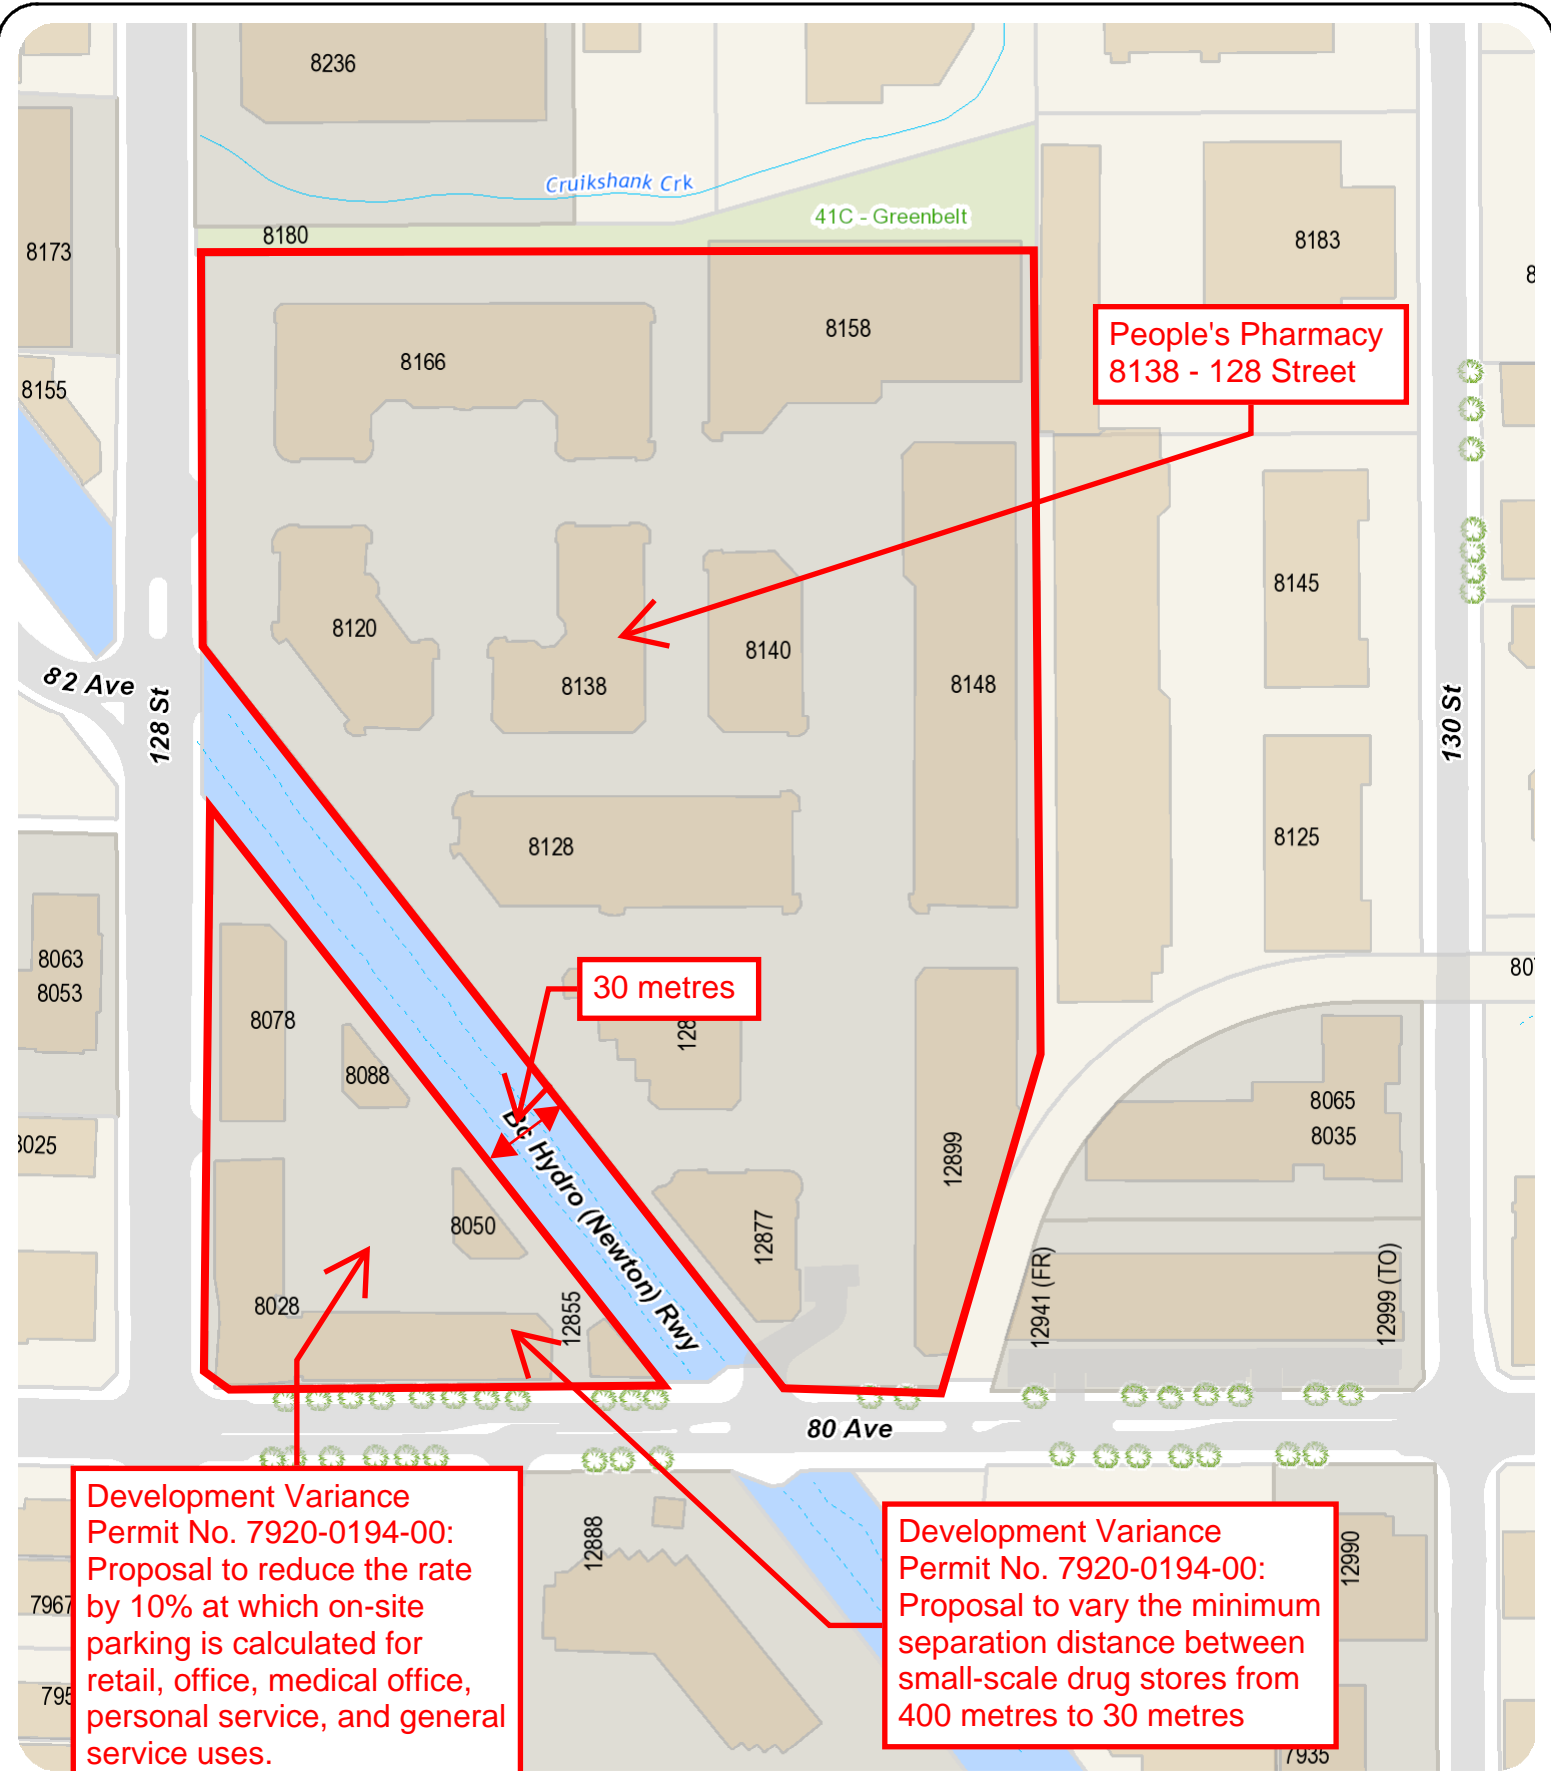 8236
Cruikshank Crk
41C - Greenbelt
8180
8173
8183
8158
8166
People's Pharmacy
8138 - 128 Street
8155
8145
8120
8140
8138
8148
82 Ave
128 St
130 St
8125
8128
8063
8053
30 metres
8078
8088
8065
8035
8025
12899
Bc Hydro (Newton) Rwy
8050
12877
12941 (FR)
12999 (TO)
8028
12855
80 Ave
Development Variance
Permit No. 7920-0194-00:
Proposal to reduce the rate
by 10% at which on-site
parking is calculated for
retail, office, medical office,
personal service, and general
service uses.
12888
Development Variance
Permit No. 7920-0194-00:
Proposal to vary the minimum
separation distance between
small-scale drug stores from
400 metres to 30 metres
12990
7967
7935